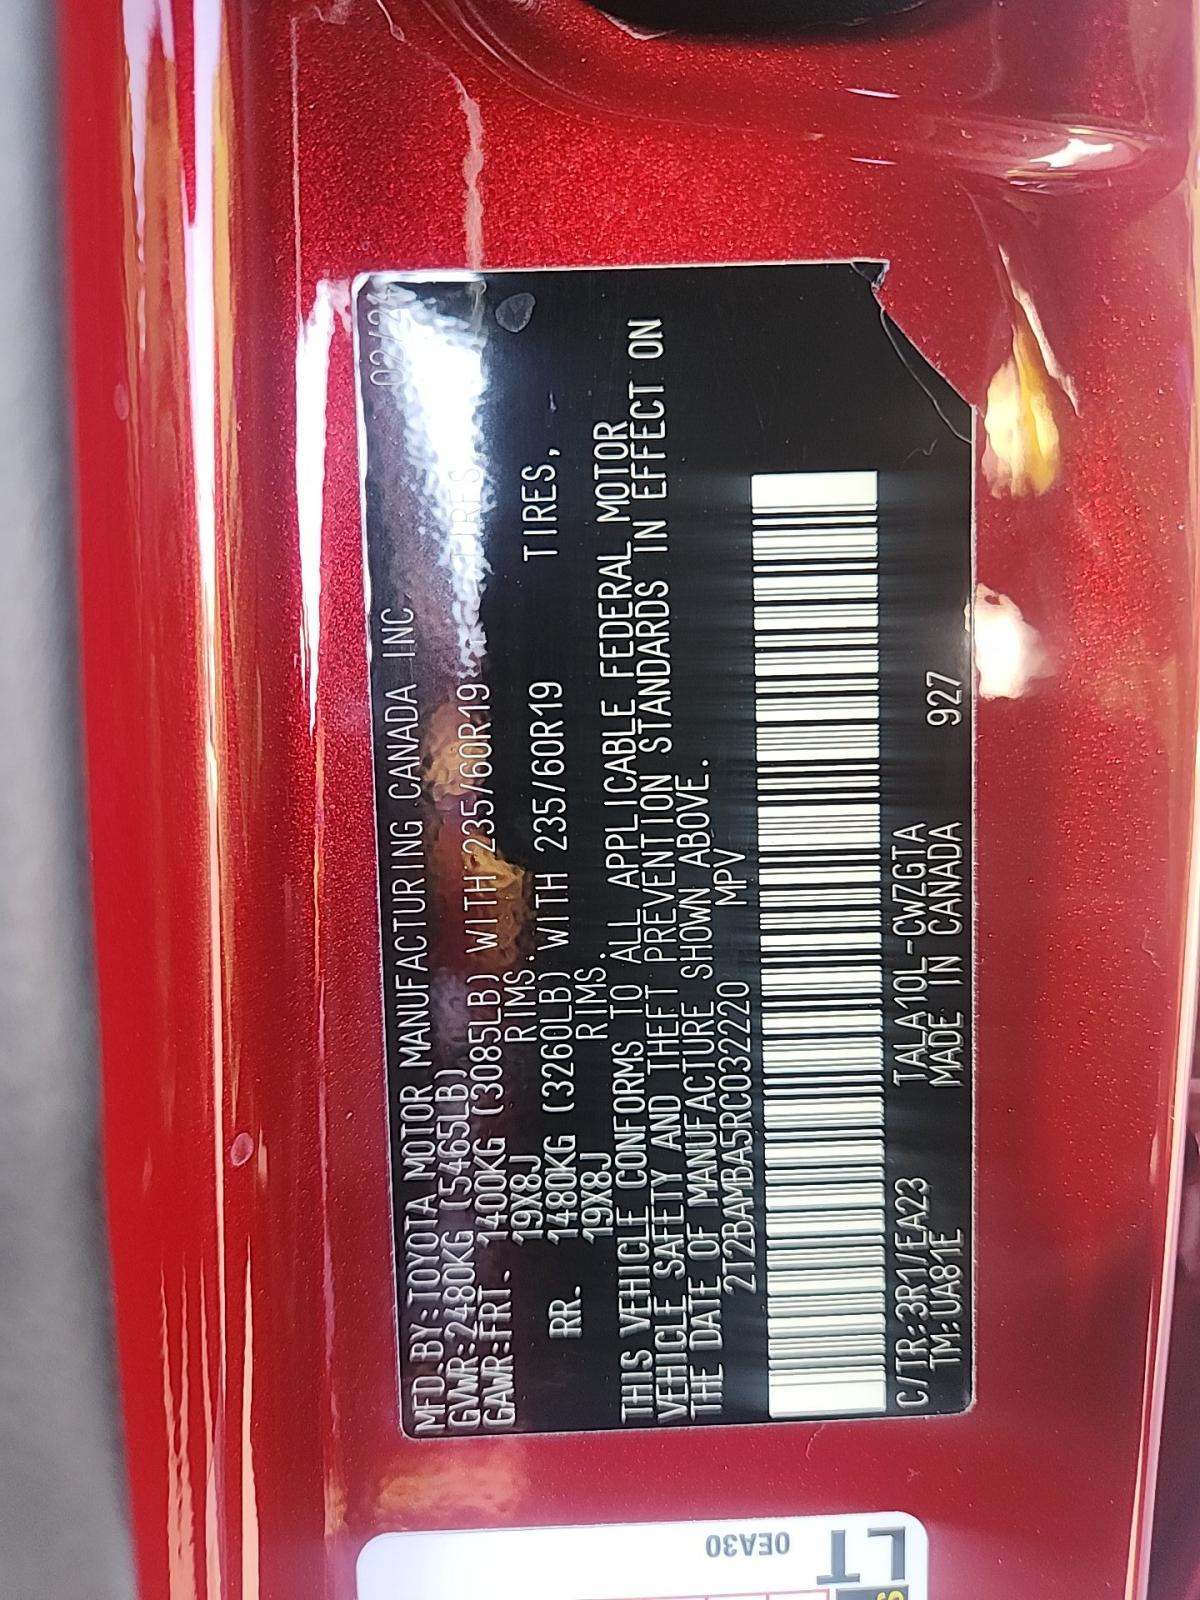 MFD.BY:TOYOTA MOTOR MANUFACTURING CANADA INC.
GVWR:2480KG (5465LB)
GAWR:FRT. 1400KG (3085LB) WITH 235/60R19 TIRES
19X8J RIMS.
RR. 1480KG (3260LB) WITH 235/60R19 TIRES,
19X8J RIMS.
THIS VEHICLE CONFORMS TO ALL APPLICABLE FEDERAL MOTOR
VEHICLE SAFETY AND THEFT PREVENTION STANDARDS IN EFFECT ON
THE DATE OF MANUFACTURE SHOWN ABOVE.
2T2BAMBA5RC032220 MPV
C/TR:3R1/EA23 TALA10L-CWZGTA 927
TM:UA81E MADE IN CANADA
0EA30
LT